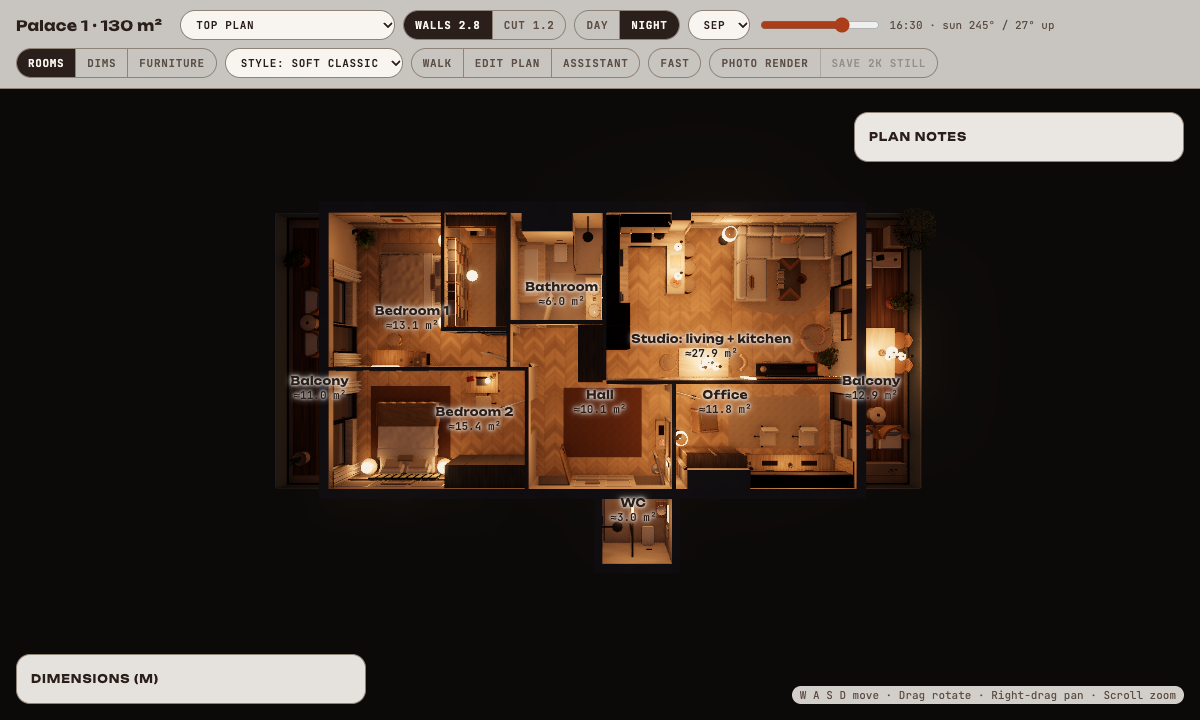 Palace 1 · 130 m²
TOP PLAN
WALLS 2.8
CUT 1.2
DAY
NIGHT
SEP
16:30 · sun 245° / 27° up
ROOMS
DIMS
FURNITURE
STYLE: SOFT CLASSIC
WALK
EDIT PLAN
ASSISTANT
FAST
PHOTO RENDER
SAVE 2K STILL
PLAN NOTES
Bathroom
≈6.0 m²
Bedroom 1
≈13.1 m²
Studio: living + kitchen
≈27.9 m²
Balcony
≈11.0 m²
Balcony
≈12.9 m²
Hall
≈10.1 m²
Office
≈11.8 m²
Bedroom 2
≈15.4 m²
WC
≈3.0 m²
DIMENSIONS (M)
W A S D move · Drag rotate · Right-drag pan · Scroll zoom